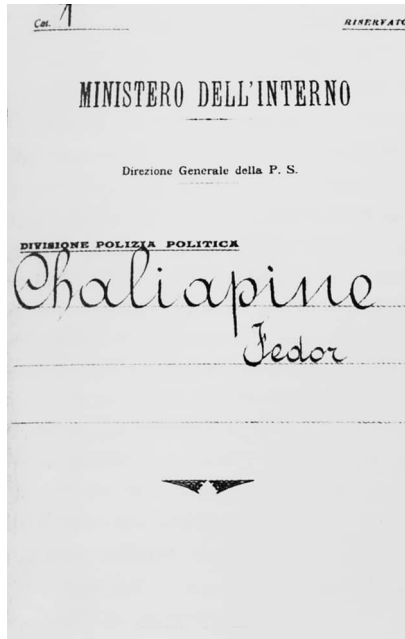 Cat. 1
RISERVATO
MINISTERO DELL'INTERNO
Direzione Generale della P. S.
DIVISIONE POLIZIA POLITICA
Chaliapine
Fedor